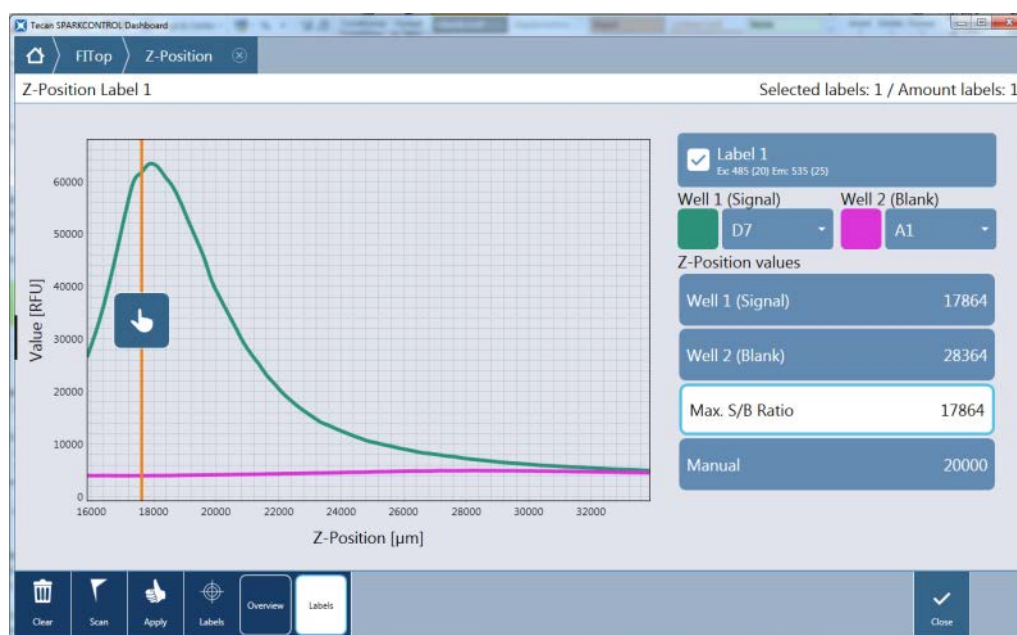 Tecan SPARKCONTROL Dashboard
FITop Z-Position
Z-Position Label 1 Selected labels: 1 / Amount labels: 1
Value [RFU]
60000
50000
40000
30000
20000
10000
0
16000 18000 20000 22000 24000 26000 28000 30000 32000
Z-Position [µm]
Label 1
Ex: 485 (20) Em: 535 (25)
Well 1 (Signal) Well 2 (Blank)
D7 A1
Z-Position values
Well 1 (Signal) 17864
Well 2 (Blank) 28364
Max. S/B Ratio 17864
Manual 20000
Clear Scan Apply Labels Overview Labels Close